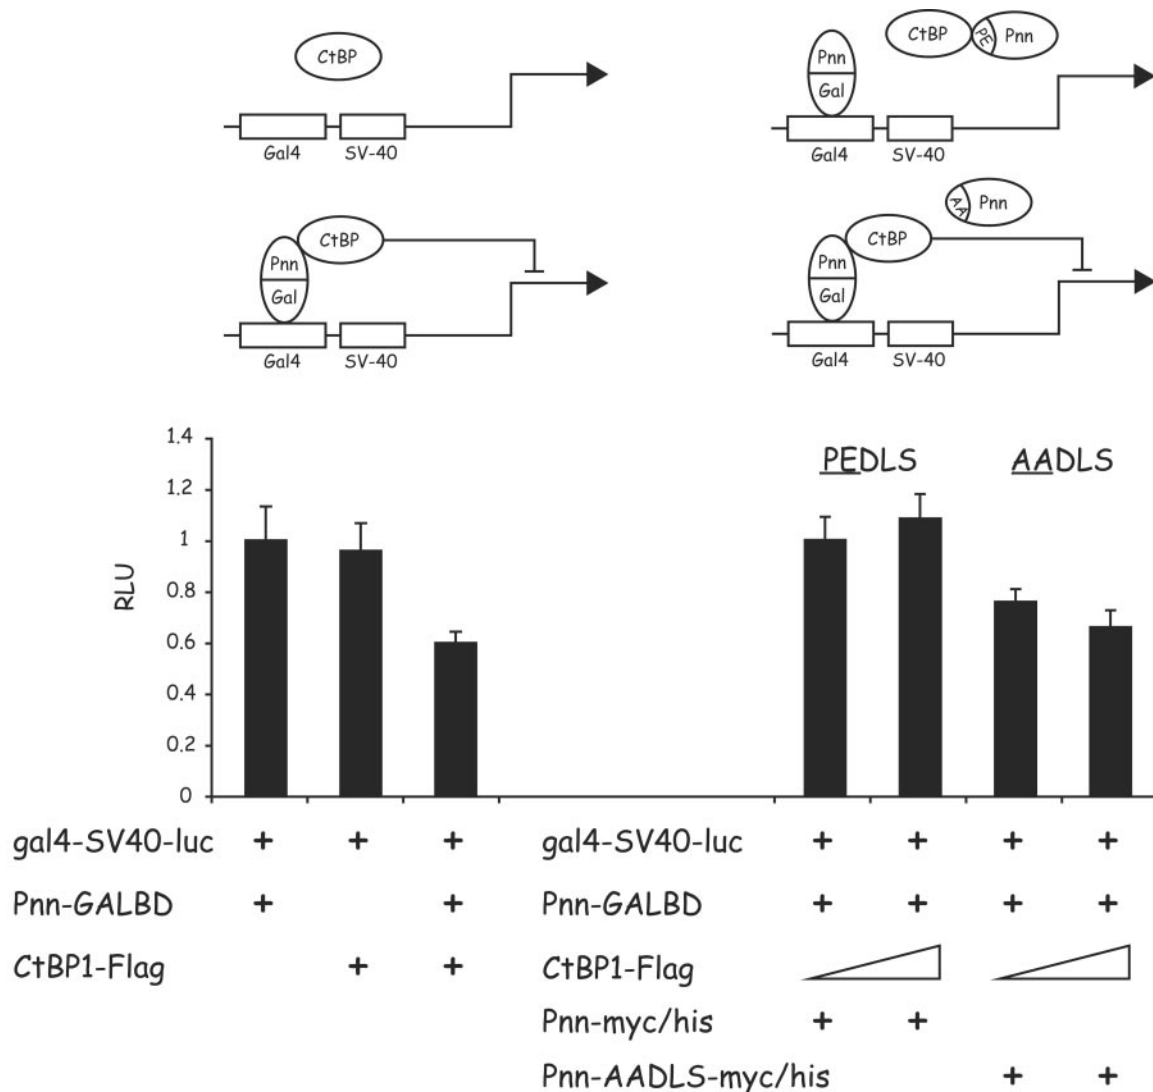 CtBP
Gal4 SV-40
CtBP PE Pnn
Pnn
Gal
Gal4 SV-40
CtBP
Pnn
Gal
Gal4 SV-40
AA Pnn
CtBP
Pnn
Gal
Gal4 SV-40
RLU
1.4
1.2
1
0.8
0.6
0.4
0.2
0
PEDLS AADLS
gal4-SV40-luc + + +
Pnn-GALBD + +
CtBP1-Flag + +
gal4-SV40-luc + + + +
Pnn-GALBD + + + +
CtBP1-Flag
Pnn-myc/his + +
Pnn-AADLS-myc/his + +